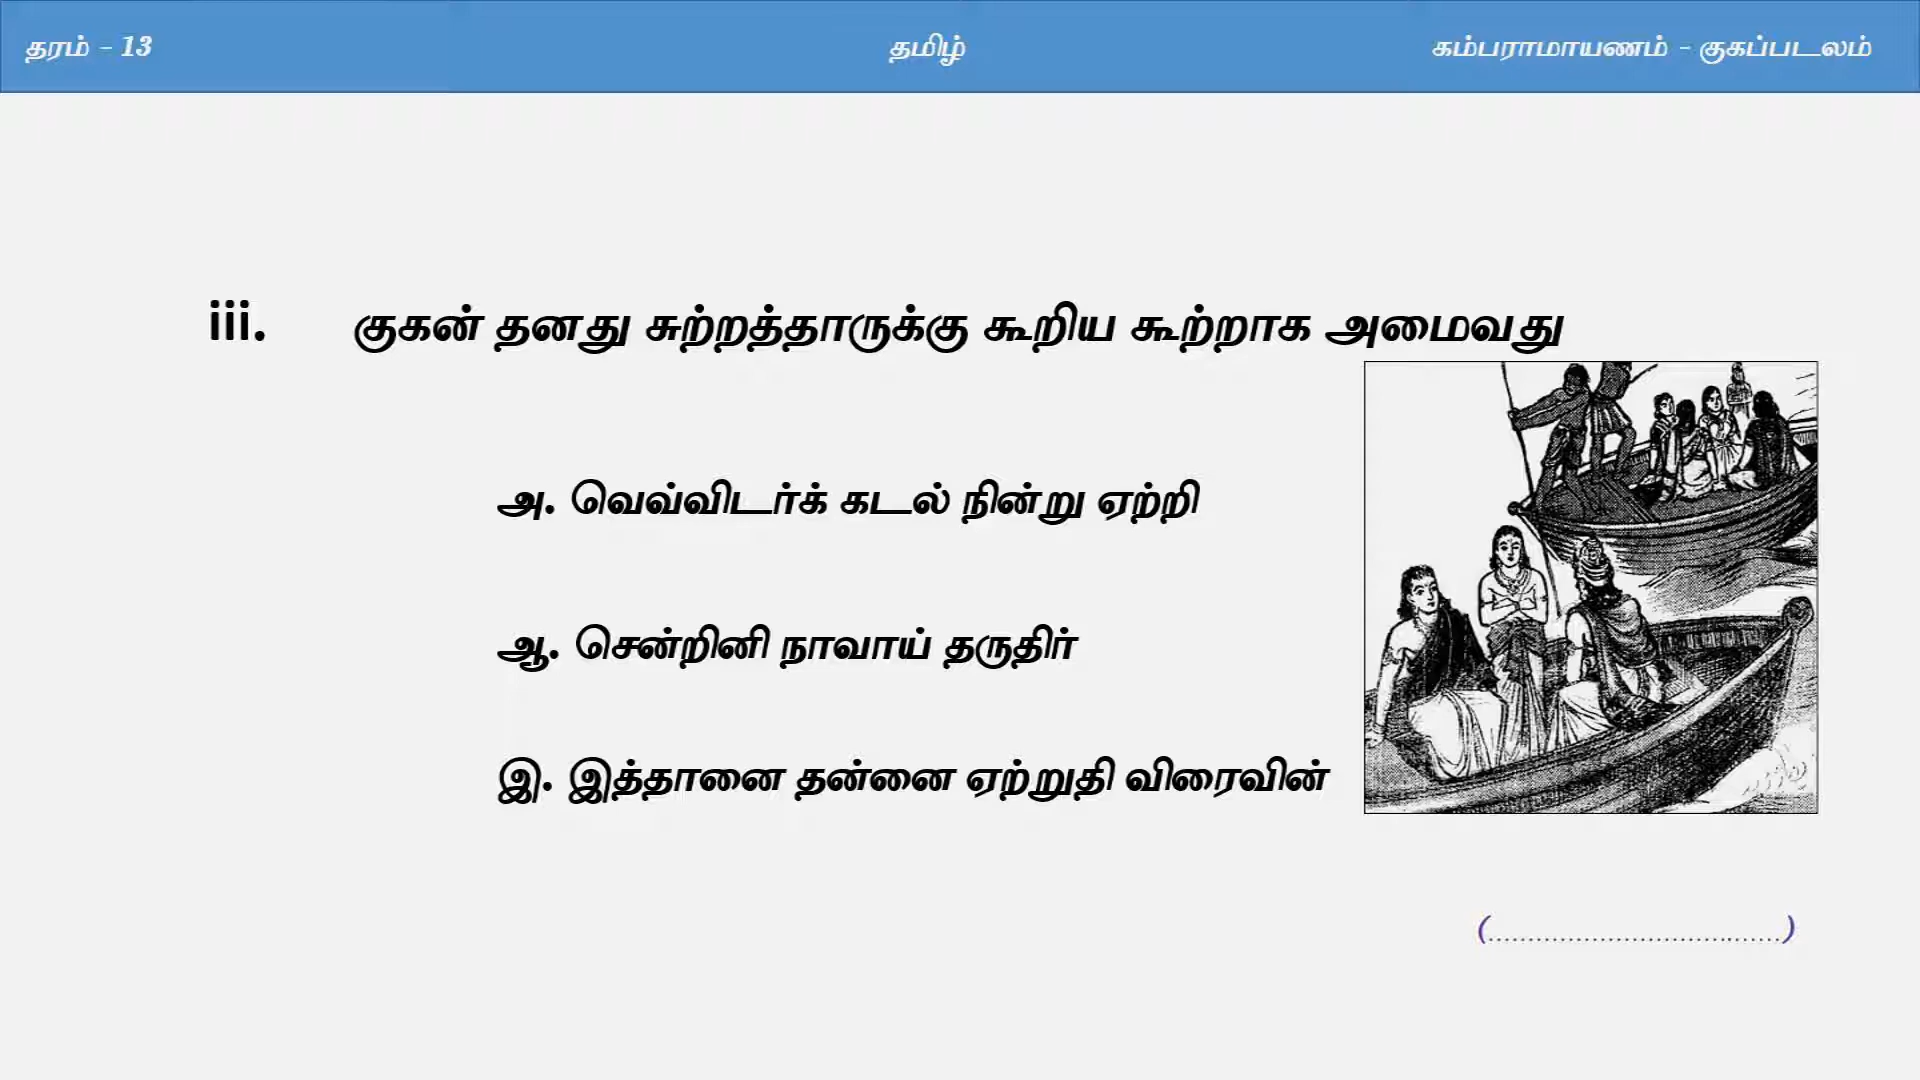 தரம் - 13
தமிழ்
கம்பராமாயணம் - குகப்படலம்
iii. குகன் தனது சுற்றத்தாருக்கு கூறிய கூற்றாக அமைவது
அ. வெவ்விடர்க் கடல் நின்று ஏற்றி
ஆ. சென்றினி நாவாய் தருதிர்
இ. இத்தானை தன்னை ஏற்றுதி விரைவின்
(....................................)